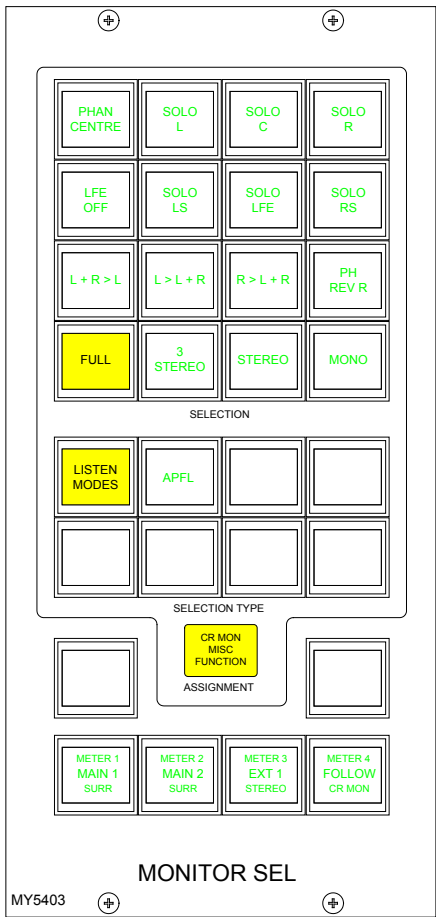 PHAN
CENTRE
SOLO
L
SOLO
C
SOLO
R
LFE
OFF
SOLO
LS
SOLO
LFE
SOLO
RS
L + R > L
L > L + R
R > L + R
PH
REV R
FULL
3
STEREO
STEREO
MONO
SELECTION
LISTEN
MODES
APFL
SELECTION TYPE
CR MON
MISC
FUNCTION
ASSIGNMENT
METER 1
MAIN 1
SURR
METER 2
MAIN 2
SURR
METER 3
EXT 1
STEREO
METER 4
FOLLOW
CR MON
MONITOR SEL
MY5403